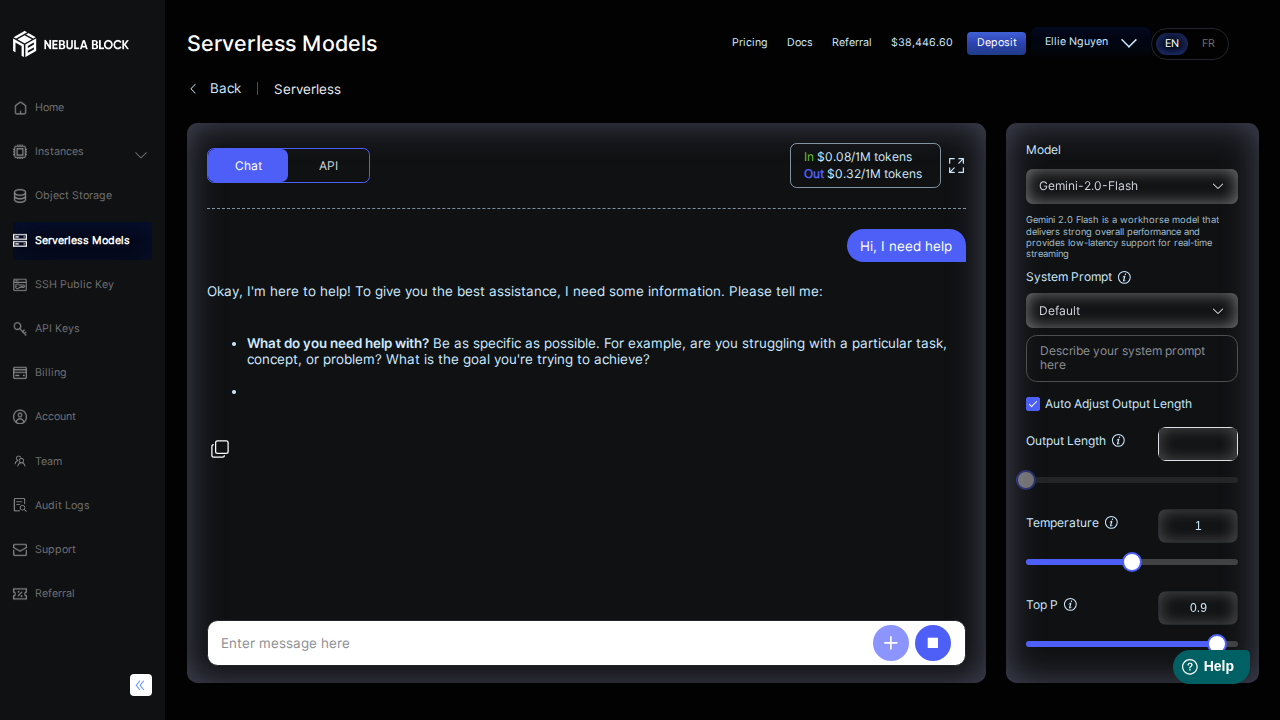 NEBULA BLOCK
Home
Instances
Object Storage
Serverless Models
SSH Public Key
API Keys
Billing
Account
Team
Audit Logs
Support
Referral
Serverless Models
Pricing
Docs
Referral
$38,446.60
Deposit
Ellie Nguyen
EN
FR
Back
Serverless
Chat
API
In $0.08/1M tokens
Out $0.32/1M tokens
Hi, I need help
Okay, I'm here to help! To give you the best assistance, I need some information. Please tell me:
• What do you need help with? Be as specific as possible. For example, are you struggling with a particular task,
concept, or problem? What is the goal you're trying to achieve?
•
Enter message here
Model
Gemini-2.0-Flash
Gemini 2.0 Flash is a workhorse model that
delivers strong overall performance and
provides low-latency support for real-time
streaming
System Prompt
Default
Describe your system prompt
here
Auto Adjust Output Length
Output Length
Temperature
1
Top P
0.9
Help